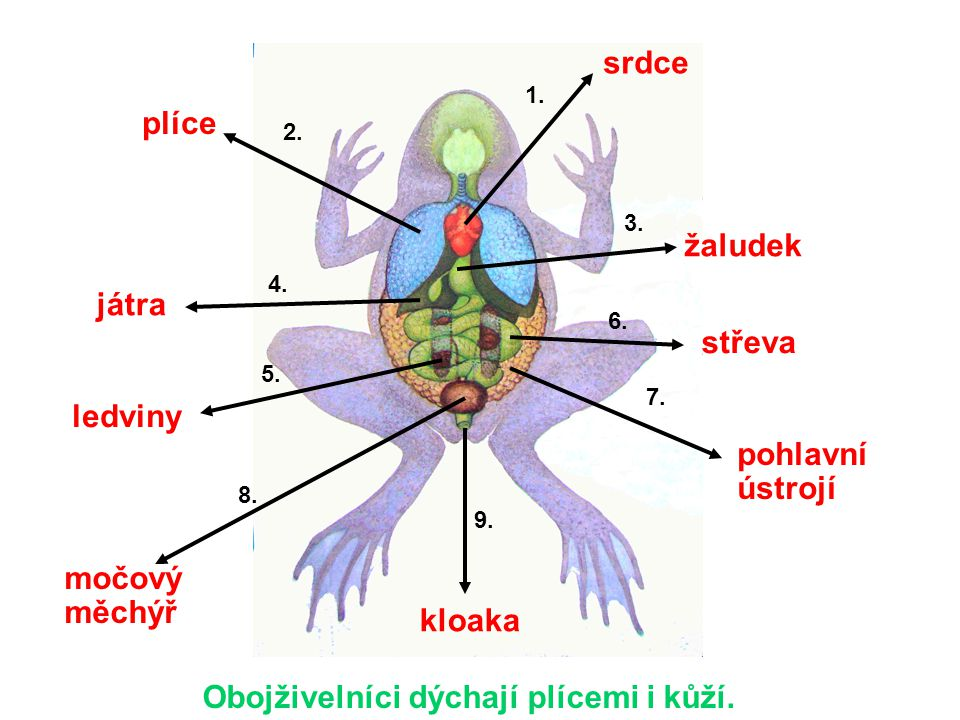 srdce
1.
plíce
2.
3.
žaludek
4.
játra
6.
střeva
5.
7.
ledviny
pohlavní
ústrojí
8.
9.
močový
měchýř
kloaka
Obojživelníci dýchají plícemi i kůží.